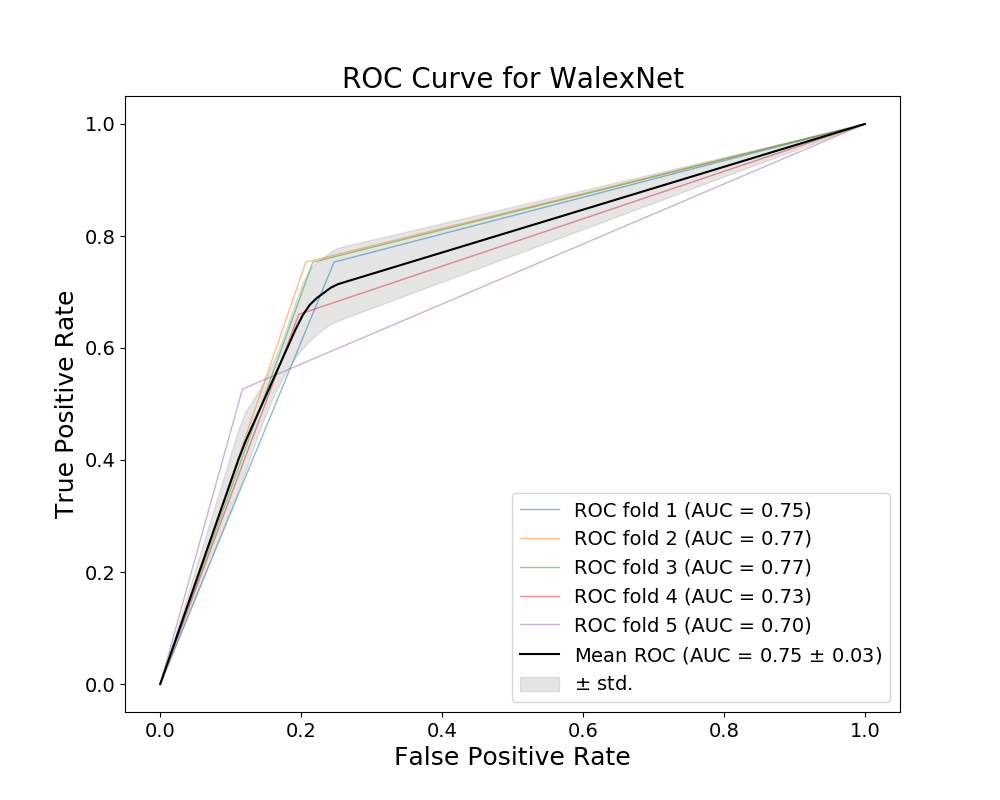 ROC Curve for WalexNet
True Positive Rate
1.0
0.8
0.6
0.4
0.2
0.0
ROC fold 1 (AUC = 0.75)
ROC fold 2 (AUC = 0.77)
ROC fold 3 (AUC = 0.77)
ROC fold 4 (AUC = 0.73)
ROC fold 5 (AUC = 0.70)
Mean ROC (AUC = 0.75 ± 0.03)
± std.
0.0 0.2 0.4 0.6 0.8 1.0
False Positive Rate